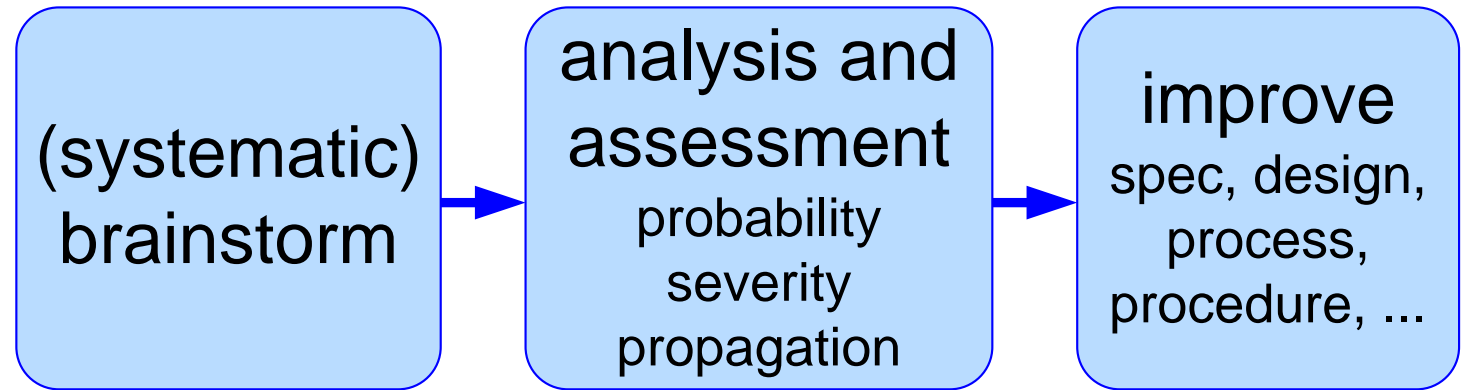 (systematic)
brainstorm
analysis and
assessment
probability
severity
propagation
improve
spec, design,
process,
procedure, ...